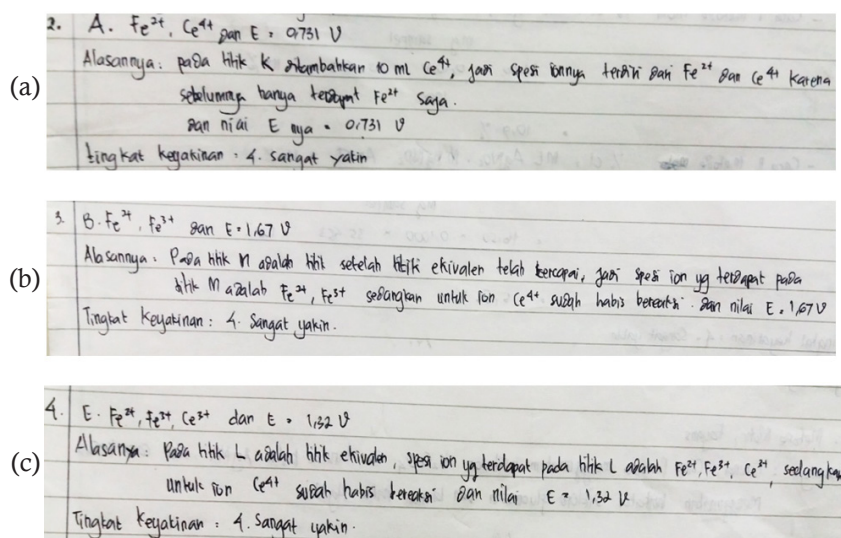 (a)
2. A. Fe²⁺, Ce⁴⁺ dan E = 0,731 V
Alasannya : pada titik K ditambahkan 10 ml Ce⁴⁺, jadi spesi ionnya terdiri dari Fe²⁺ dan Ce⁴⁺ karena
sebelumnya hanya terdapat Fe²⁺ saja.
dan nilai E nya = 0,731 V
tingkat keyakinan : 4. sangat yakin
(b)
3. B. Fe²⁺, Fe³⁺ dan E = 1,67 V
Alasannya : Pada titik M adalah titik setelah titik ekivalen telah tercapai, jadi spesi ion yg terdapat pada
titik M adalah Fe²⁺, Fe³⁺ sedangkan untuk ion Ce⁴⁺ sudah habis bereaksi. dan nilai E = 1,67 V
Tingkat keyakinan : 4. Sangat yakin.
(c)
4. E. Fe²⁺, Fe³⁺, Ce³⁺ dan E = 1,32 V
Alasanya : Pada titik L adalah titik ekivalen, spesi ion yg terdapat pada titik L adalah Fe²⁺, Fe³⁺, Ce³⁺, sedangkan
untuk ion Ce⁴⁺ sudah habis bereaksi dan nilai E = 1,32 V
Tingkat keyakinan : 4. Sangat yakin.